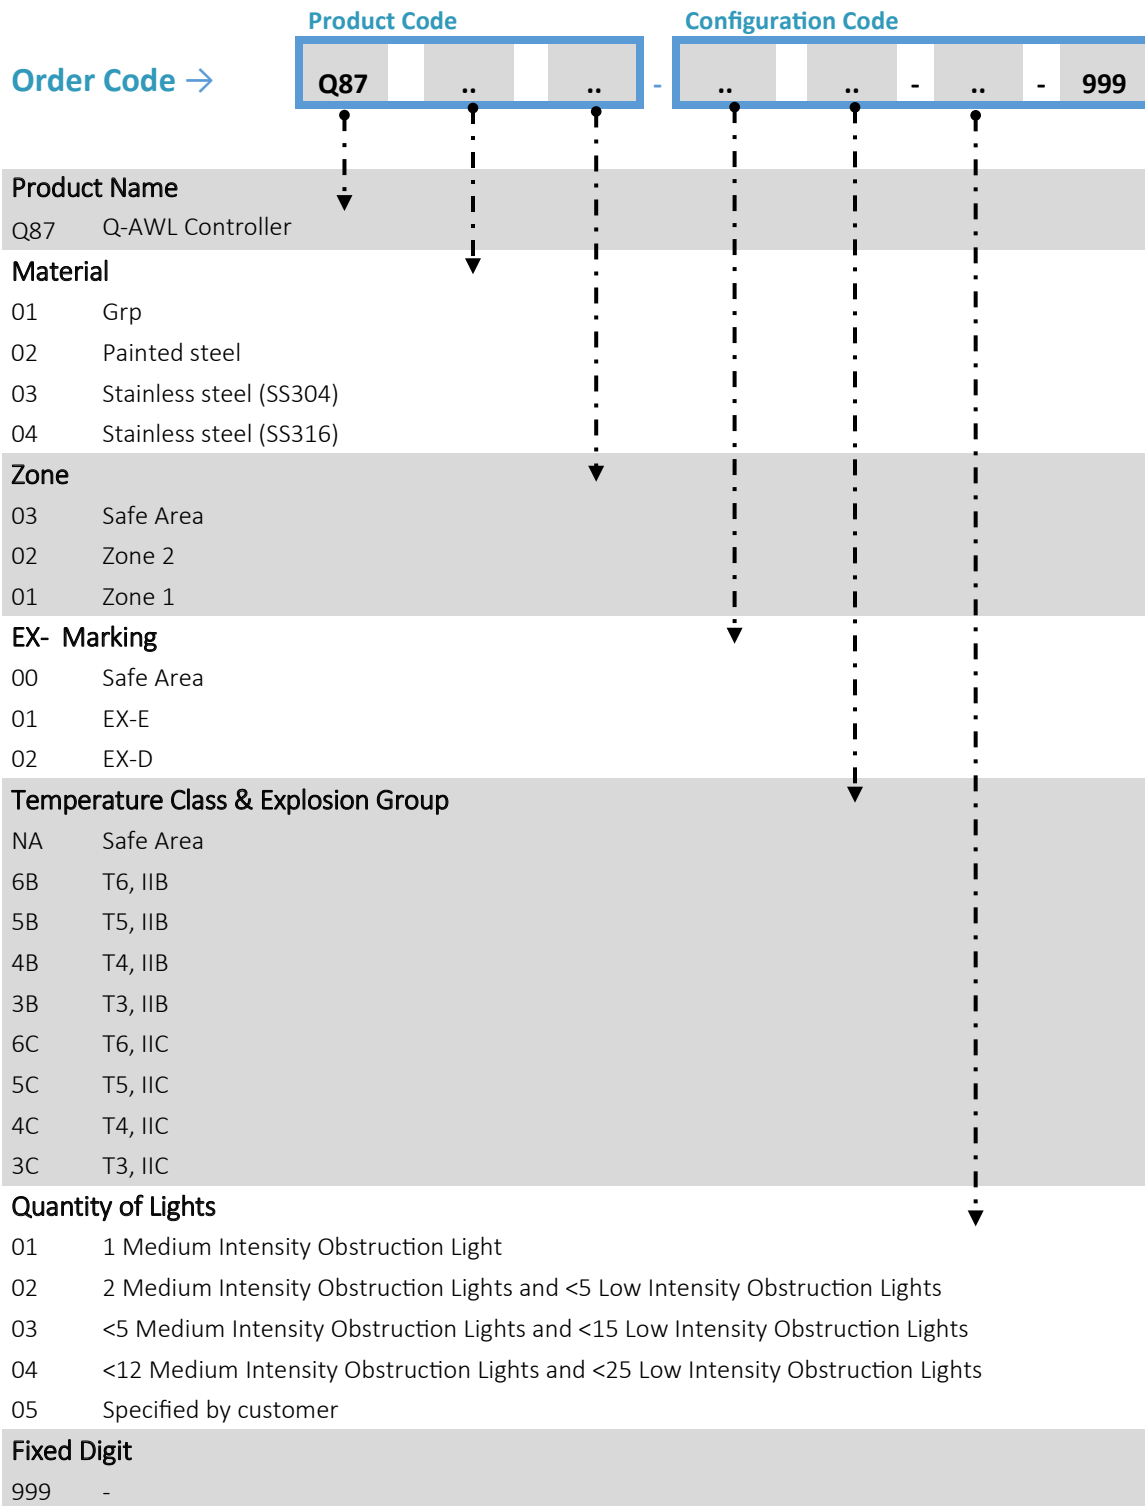 Product Code Configuration Code
Order Code → Q87 .. .. - .. .. - .. - 999
Product Name
Q87 Q-AWL Controller
Material
01 Grp
02 Painted steel
03 Stainless steel (SS304)
04 Stainless steel (SS316)
Zone
03 Safe Area
02 Zone 2
01 Zone 1
EX- Marking
00 Safe Area
01 EX-E
02 EX-D
Temperature Class & Explosion Group
NA Safe Area
6B T6, IIB
5B T5, IIB
4B T4, IIB
3B T3, IIB
6C T6, IIC
5C T5, IIC
4C T4, IIC
3C T3, IIC
Quantity of Lights
01 1 Medium Intensity Obstruction Light
02 2 Medium Intensity Obstruction Lights and <5 Low Intensity Obstruction Lights
03 <5 Medium Intensity Obstruction Lights and <15 Low Intensity Obstruction Lights
04 <12 Medium Intensity Obstruction Lights and <25 Low Intensity Obstruction Lights
05 Specified by customer
Fixed Digit
999 -